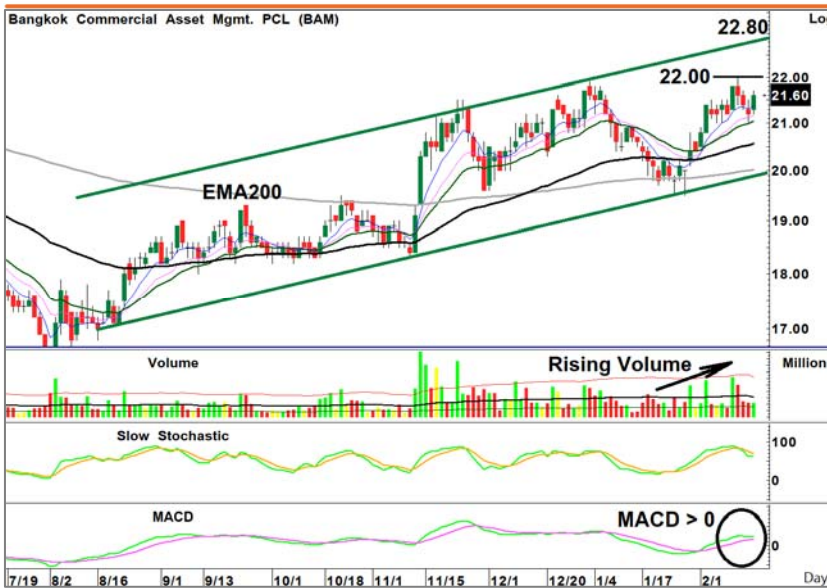 Bangkok Commercial Asset Mgmt. PCL (BAM)
Lo
22.80
22.00
22.00
21.60
21.00
20.00
EMA200
19.00
18.00
17.00
Volume
Rising Volume
Million
Slow Stochastic
100
0
MACD
MACD > 0
0
7/19 8/2 8/16 9/1 9/13 10/1 10/18 11/1 11/15 12/1 12/20 1/4 1/17 2/1 Day